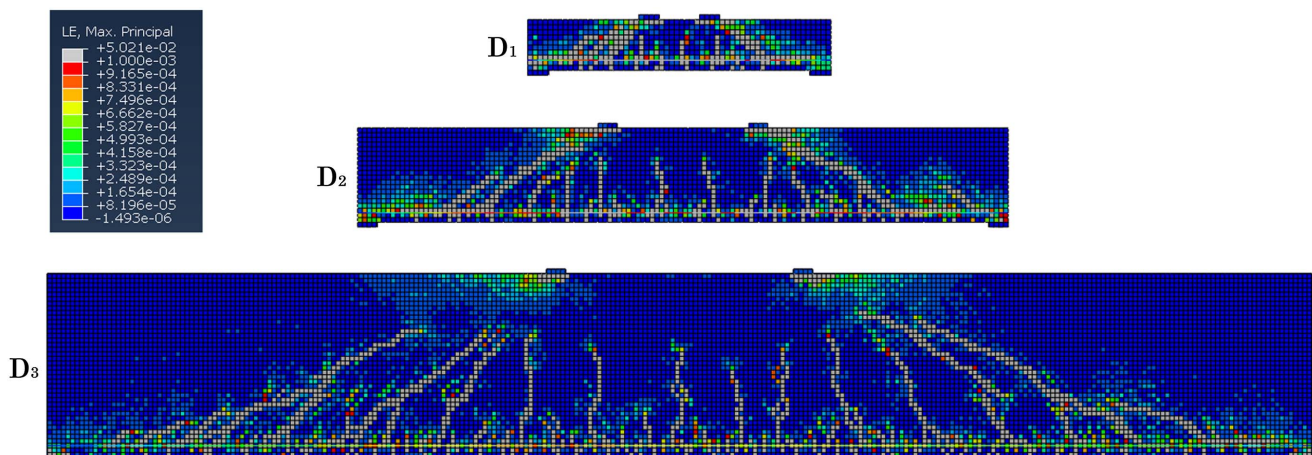 LE, Max. Principal
+5.021e-02
+1.000e-03
+9.165e-04
+8.331e-04
+7.496e-04
+6.662e-04
+5.827e-04
+4.993e-04
+4.158e-04
+3.323e-04
+2.489e-04
+1.654e-04
+8.196e-05
-1.493e-06
D₁
D₂
D₃